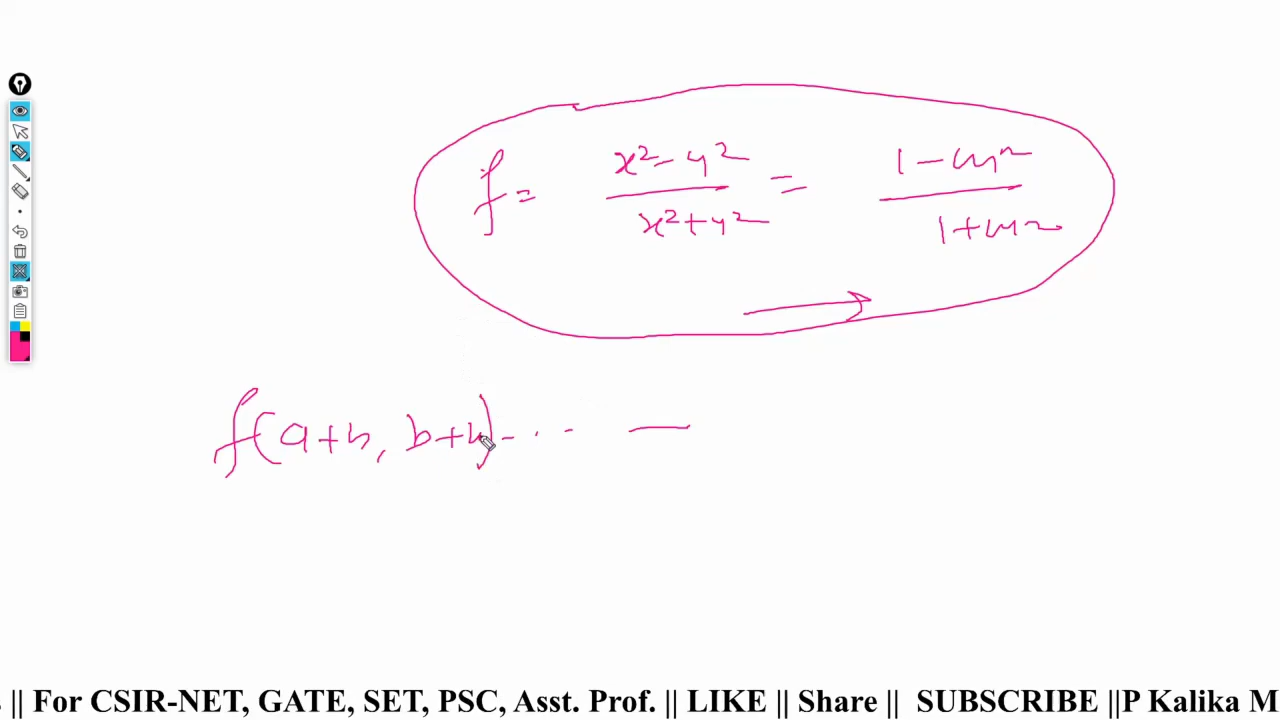 f = x²-y² / x²+y² = 1-m² / 1+m²
f(a+h, b+k) - . . —
|| For CSIR-NET, GATE, SET, PSC, Asst. Prof. || LIKE || Share || SUBSCRIBE ||P Kalika M